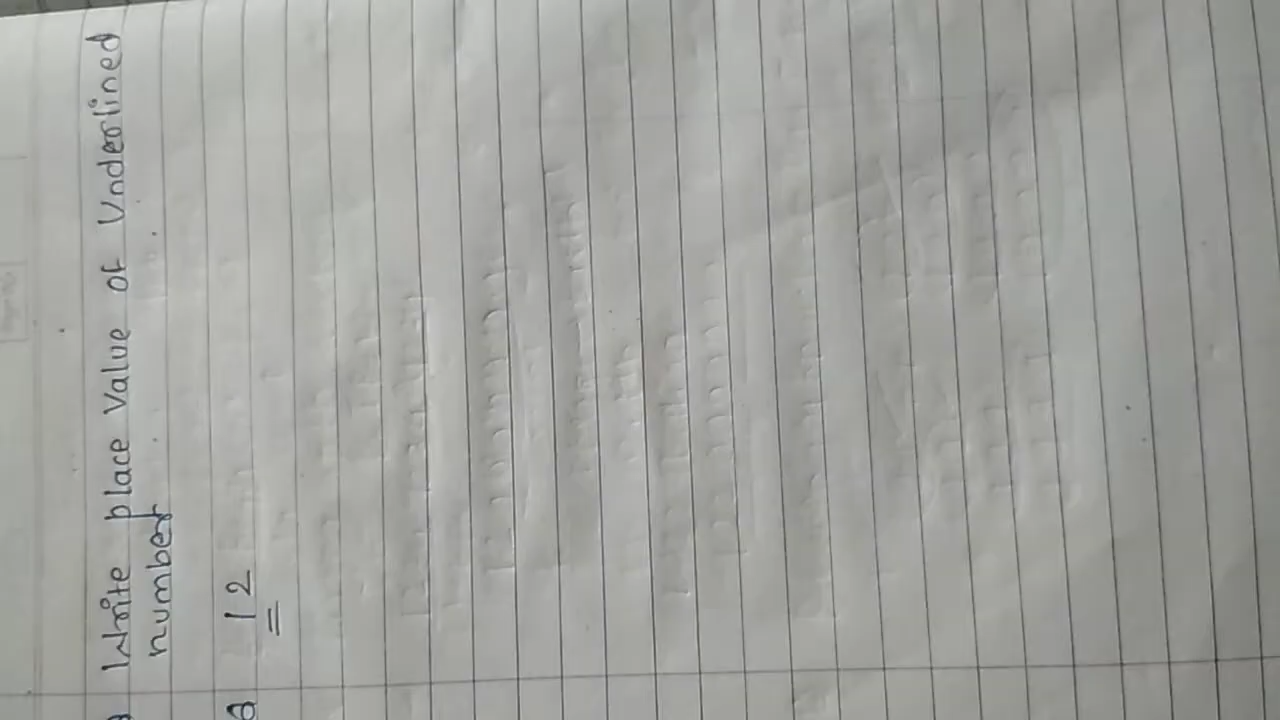 Write place value of Underlined
number
a 12